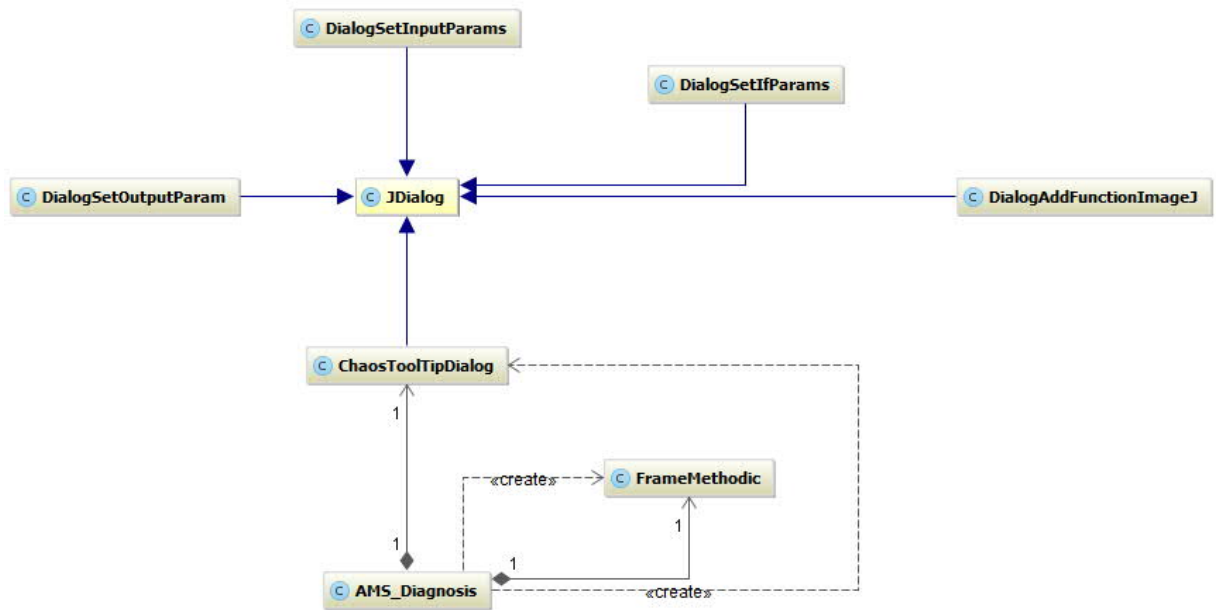 C DialogSetInputParams
C DialogSetIfParams
C DialogSetOutputParam
C JDialog
C DialogAddFunctionImageJ
C ChaosToolTipDialog
1
C FrameMethodic
«create»
1
1
1
C AMS_Diagnosis
«create»